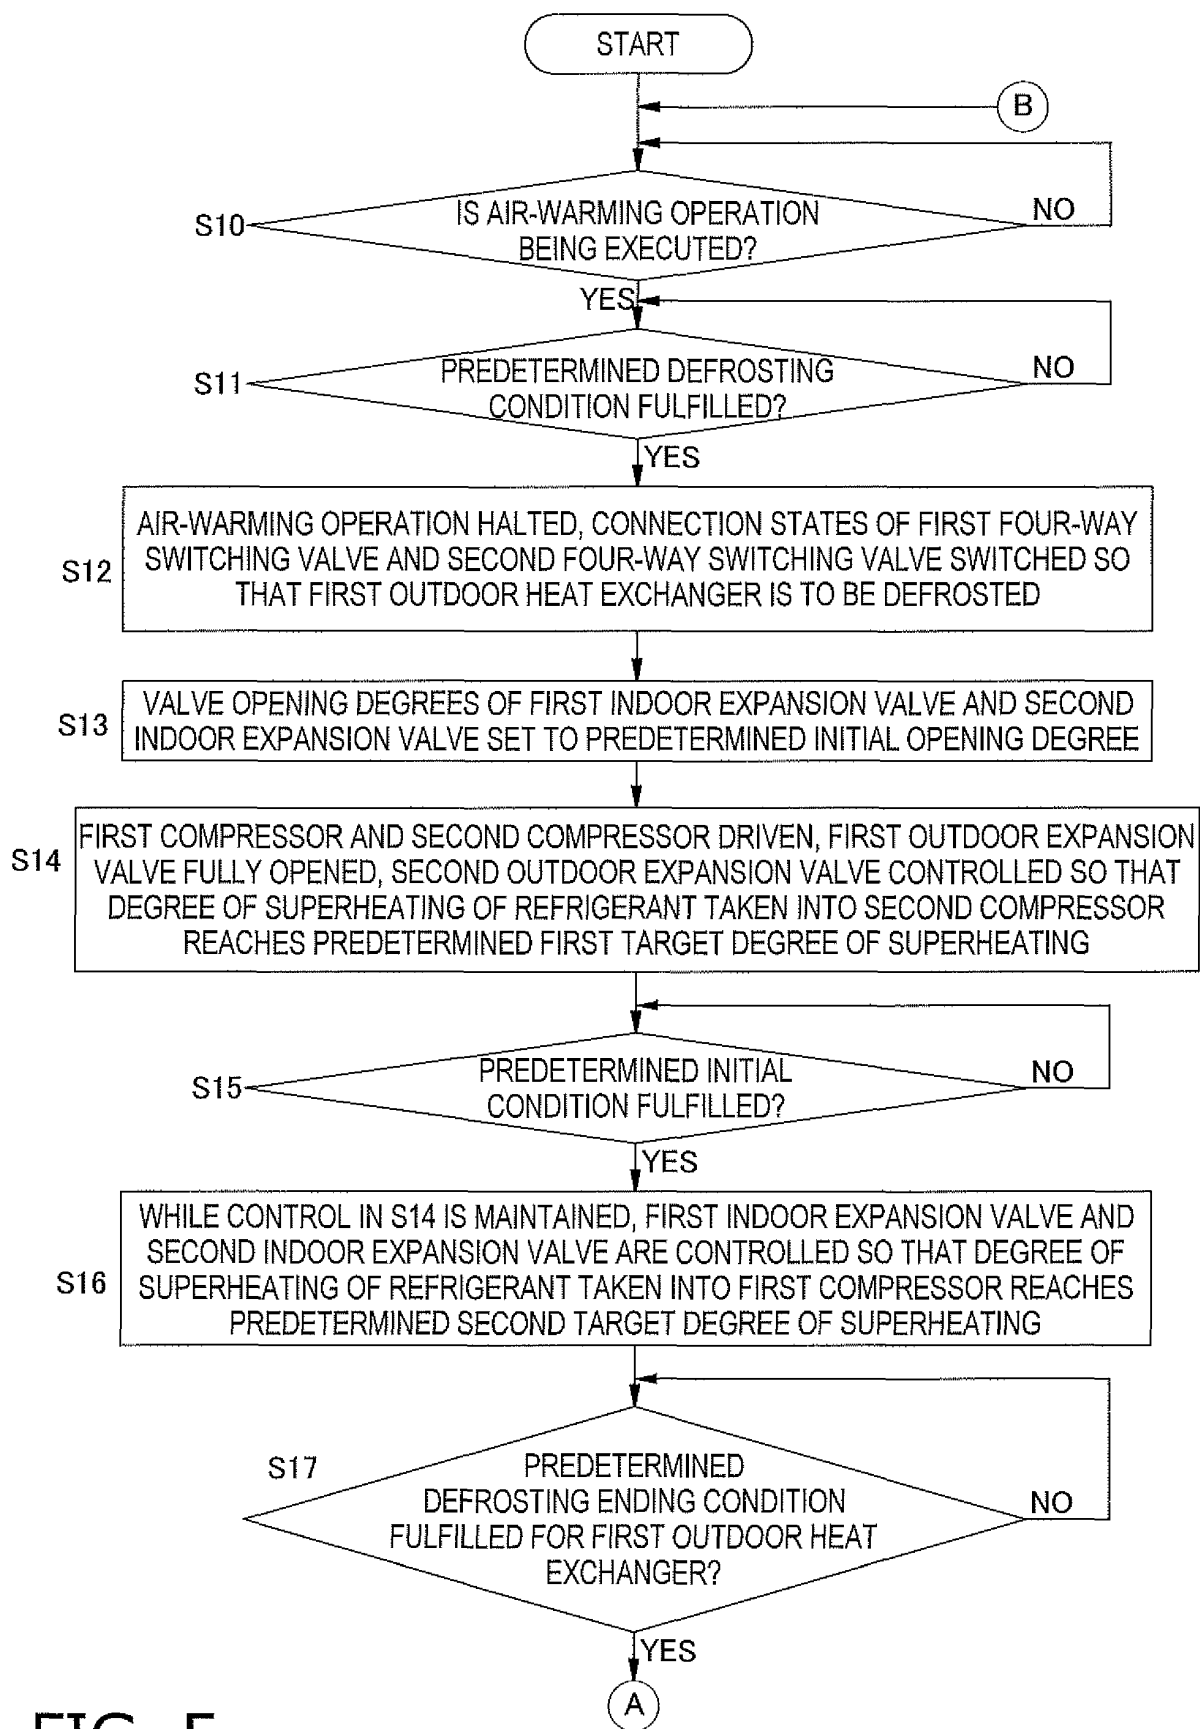 START
B
S10
IS AIR-WARMING OPERATION
BEING EXECUTED?
NO
YES
S11
PREDETERMINED DEFROSTING
CONDITION FULFILLED?
NO
YES
S12
AIR-WARMING OPERATION HALTED, CONNECTION STATES OF FIRST FOUR-WAY
SWITCHING VALVE AND SECOND FOUR-WAY SWITCHING VALVE SWITCHED SO
THAT FIRST OUTDOOR HEAT EXCHANGER IS TO BE DEFROSTED
S13
VALVE OPENING DEGREES OF FIRST INDOOR EXPANSION VALVE AND SECOND
INDOOR EXPANSION VALVE SET TO PREDETERMINED INITIAL OPENING DEGREE
S14
FIRST COMPRESSOR AND SECOND COMPRESSOR DRIVEN, FIRST OUTDOOR EXPANSION
VALVE FULLY OPENED, SECOND OUTDOOR EXPANSION VALVE CONTROLLED SO THAT
DEGREE OF SUPERHEATING OF REFRIGERANT TAKEN INTO SECOND COMPRESSOR
REACHES PREDETERMINED FIRST TARGET DEGREE OF SUPERHEATING
S15
PREDETERMINED INITIAL
CONDITION FULFILLED?
NO
YES
S16
WHILE CONTROL IN S14 IS MAINTAINED, FIRST INDOOR EXPANSION VALVE AND
SECOND INDOOR EXPANSION VALVE ARE CONTROLLED SO THAT DEGREE OF
SUPERHEATING OF REFRIGERANT TAKEN INTO FIRST COMPRESSOR REACHES
PREDETERMINED SECOND TARGET DEGREE OF SUPERHEATING
S17
PREDETERMINED
DEFROSTING ENDING CONDITION
FULFILLED FOR FIRST OUTDOOR HEAT
EXCHANGER?
NO
YES
A